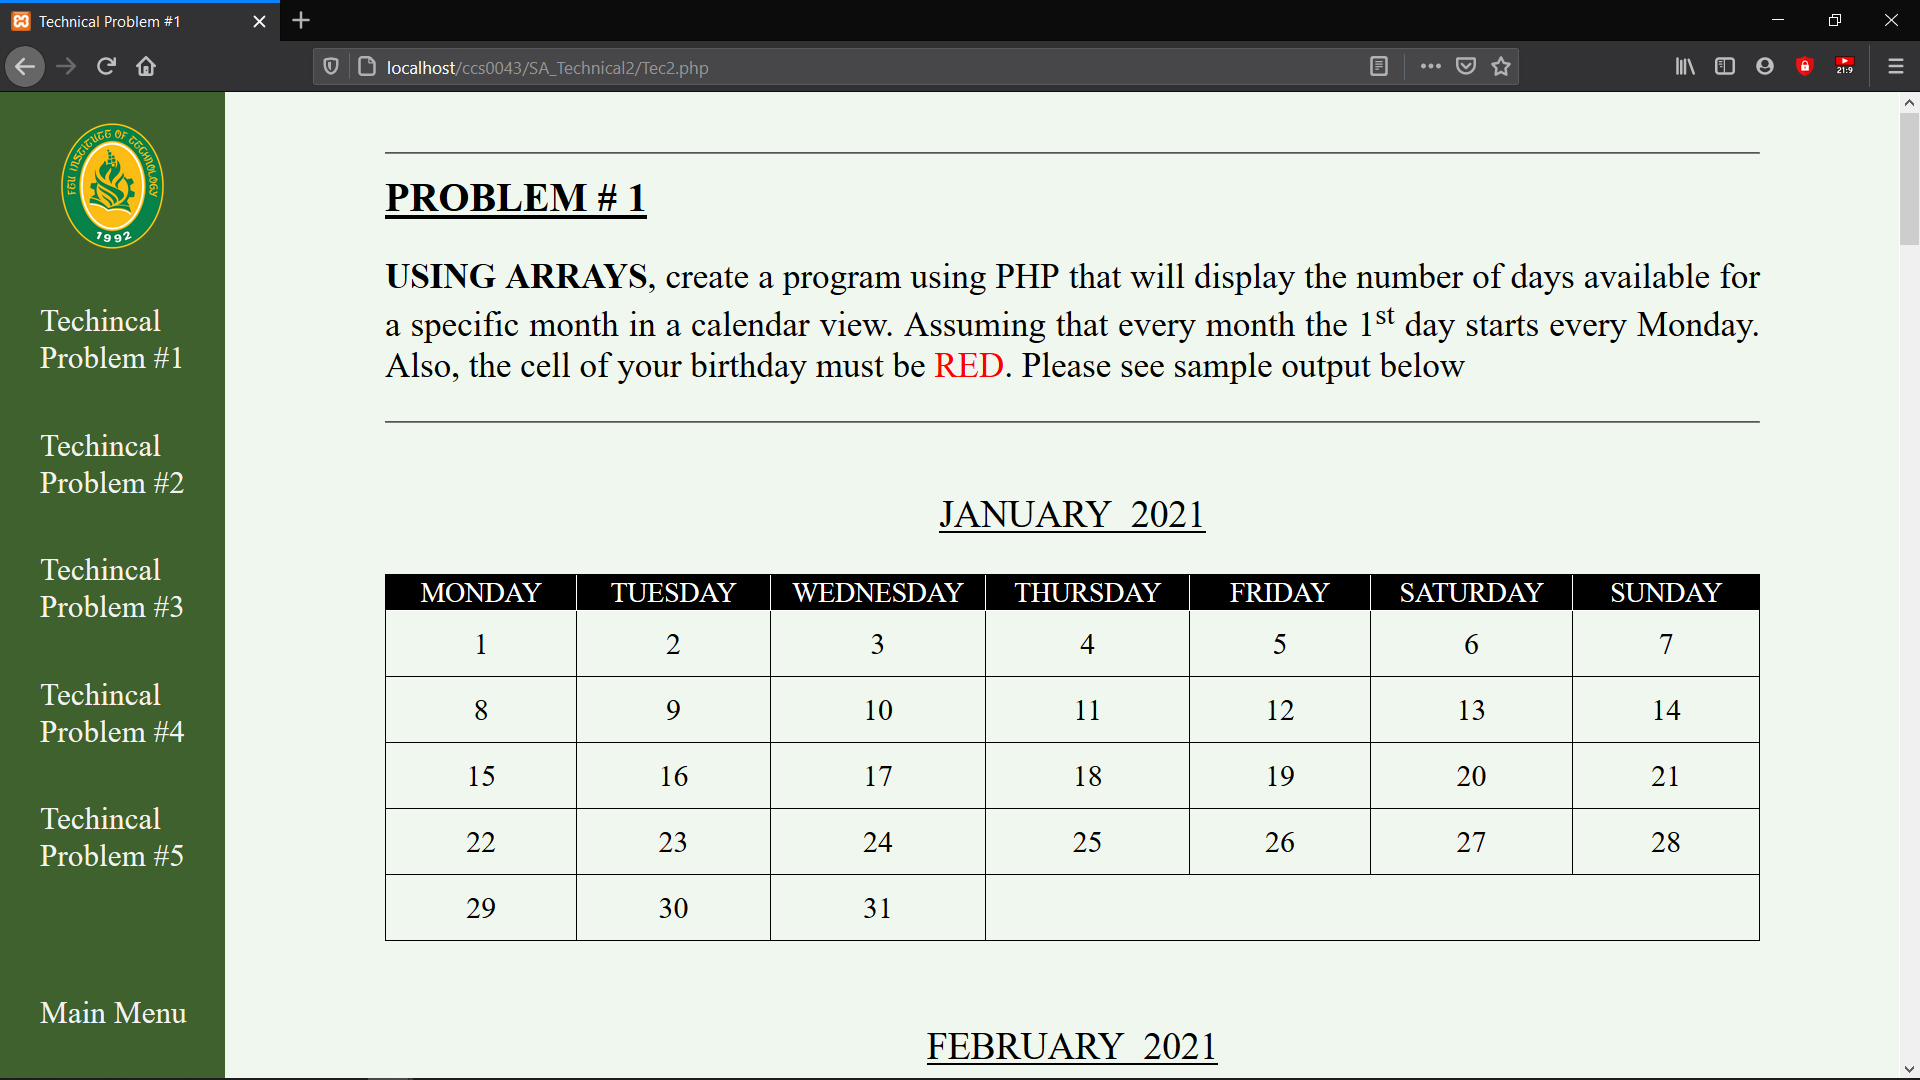 Technical Problem #1
localhost/ccs0043/SA_Technical2/Tec2.php
21:9
FEU INSTITUTE OF TECHNOLOGY
1992
Techincal
Problem #1
Techincal
Problem #2
Techincal
Problem #3
Techincal
Problem #4
Techincal
Problem #5
Main Menu
PROBLEM # 1
USING ARRAYS, create a program using PHP that will display the number of days available for
a specific month in a calendar view. Assuming that every month the 1st day starts every Monday.
Also, the cell of your birthday must be RED. Please see sample output below
JANUARY 2021
MONDAY TUESDAY WEDNESDAY THURSDAY FRIDAY SATURDAY SUNDAY
1 2 3 4 5 6 7
8 9 10 11 12 13 14
15 16 17 18 19 20 21
22 23 24 25 26 27 28
29 30 31
FEBRUARY 2021